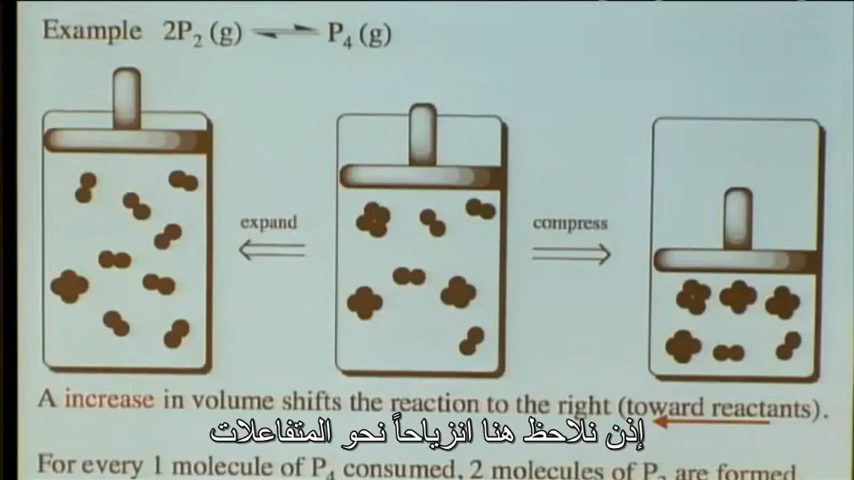 Example 2P₂ (g) ⇌ P₄ (g)
expand
compress
A increase in volume shifts the reaction to the right (toward reactants).
إذن نلاحظ هنا انزياحاً نحو المتفاعلات
For every 1 molecule of P₄ consumed, 2 molecules of P₂ are formed